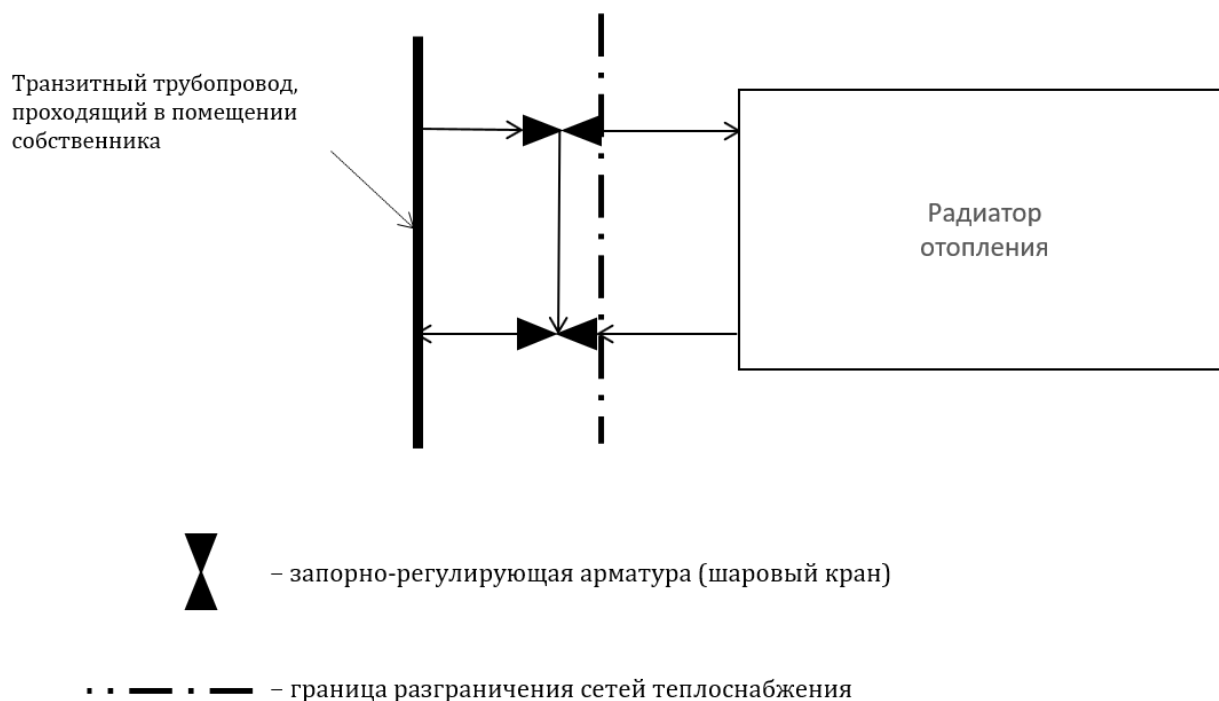 Транзитный трубопровод,
проходящий в помещении
собственника
Радиатор
отопления
– запорно-регулирующая арматура (шаровый кран)
– граница разграничения сетей теплоснабжения